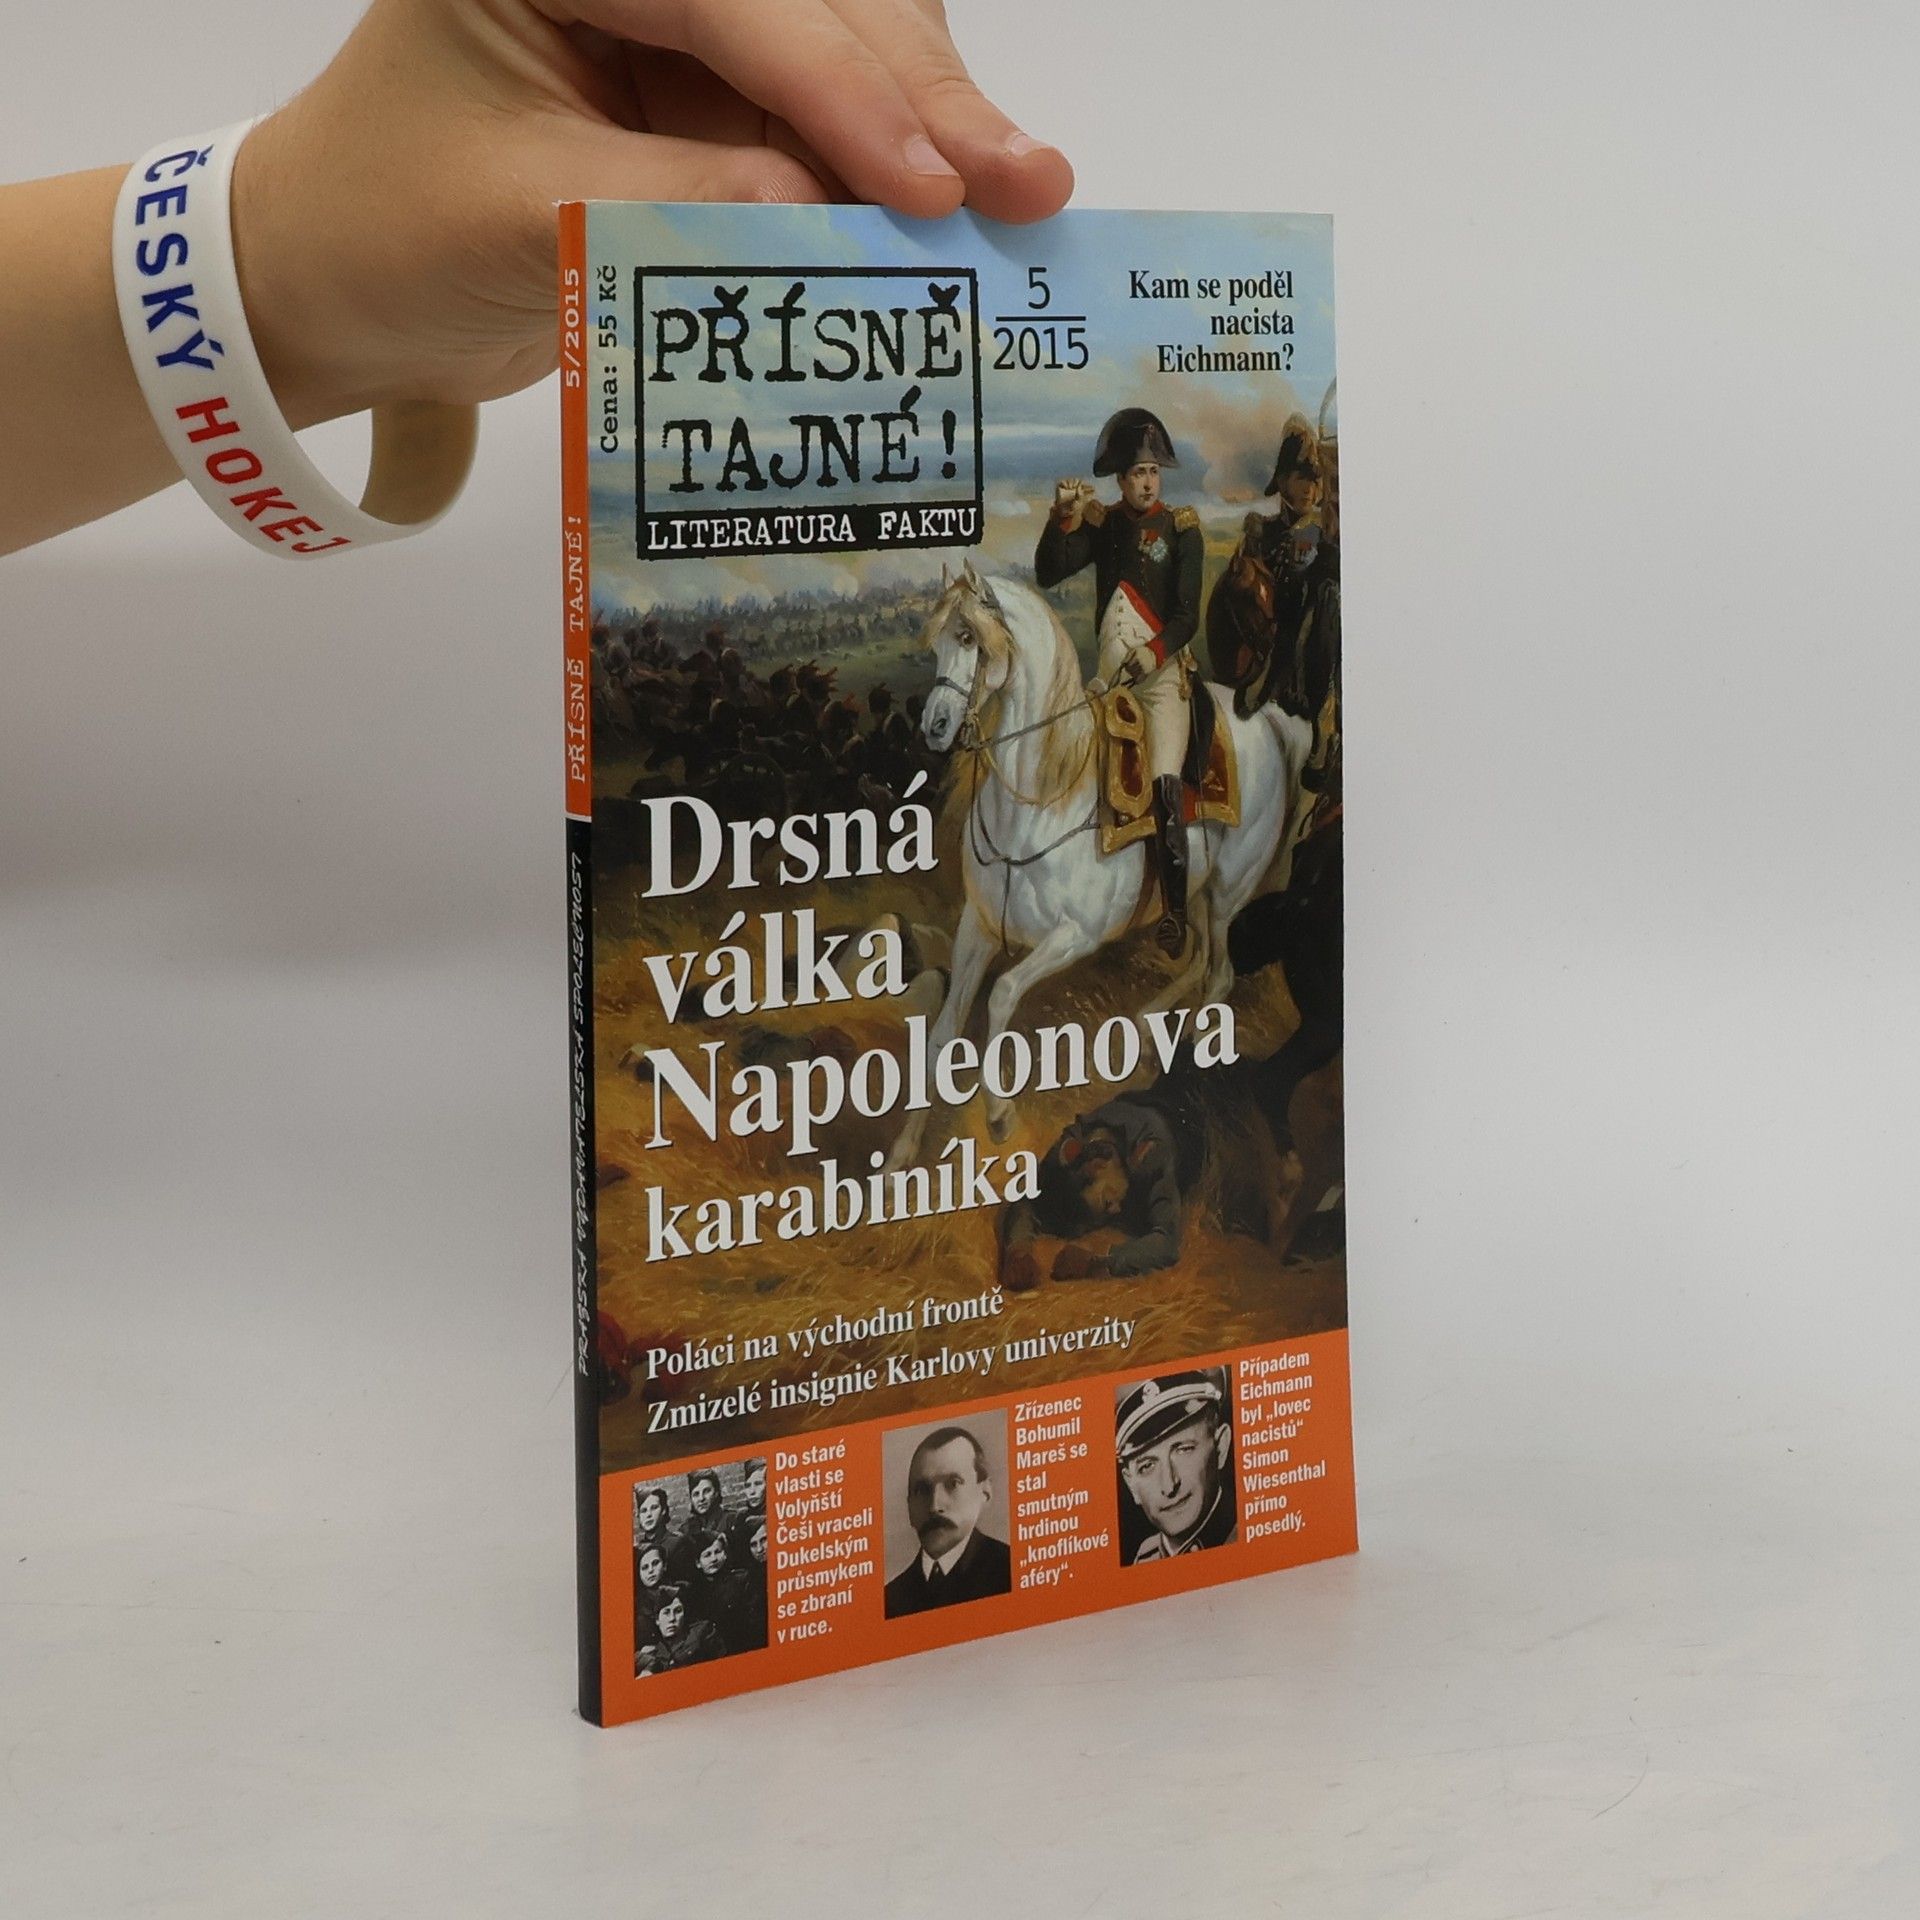 ČESKÝ HOKEJ
5/2015
PŘÍSNĚ TAJNÉ!
PRAŽSKÁ VYDAVATELSKÁ SPOLEČNOST
Cena: 55 Kč
PŘÍSNĚ
TAJNÉ!
LITERATURA FAKTU
5
2015
Kam se poděl
nacista
Eichmann?
Drsná
válka
Napoleonova
karabiníka
Poláci na východní frontě
Zmizelé insignie Karlovy univerzity
Do staré
vlasti se
Volyňští
Češi vraceli
Dukelským
průsmykem
se zbraní
v ruce.
Zřízenec
Bohumil
Mareš se
stal
smutným
hrdinou
„knoflíkové
aféry“.
Případem
Eichmann
byl „lovec
nacistů“
Simon
Wiesenthal
přímo
posedlý.